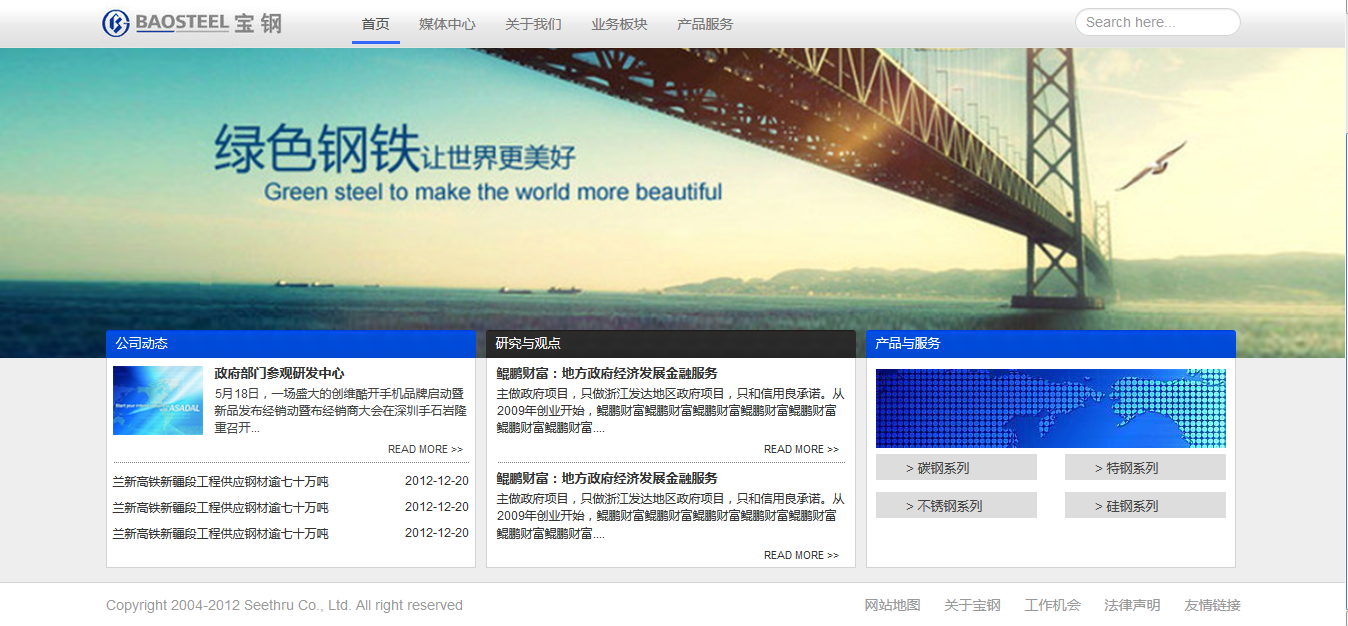 BAOSTEEL 宝钢
首页 媒体中心 关于我们 业务板块 产品服务
Search here...
绿色钢铁让世界更美好
Green steel to make the world more beautiful
公司动态
政府部门参观研发中心
5月18日，一场盛大的创维酷开手机品牌启动暨
新品发布经销动暨布经销商大会在深圳手石岩隆
重召开...
READ MORE >>
兰新高铁新疆段工程供应钢材逾七十万吨 2012-12-20
兰新高铁新疆段工程供应钢材逾七十万吨 2012-12-20
兰新高铁新疆段工程供应钢材逾七十万吨 2012-12-20
研究与观点
鲲鹏财富：地方政府经济发展金融服务
主做政府项目，只做浙江发达地区政府项目，只和信用良承诺。从
2009年创业开始，鲲鹏财富鲲鹏财富鲲鹏财富鲲鹏财富鲲鹏财富
鲲鹏财富鲲鹏财富....
READ MORE >>
鲲鹏财富：地方政府经济发展金融服务
主做政府项目，只做浙江发达地区政府项目，只和信用良承诺。从
2009年创业开始，鲲鹏财富鲲鹏财富鲲鹏财富鲲鹏财富鲲鹏财富
鲲鹏财富鲲鹏财富....
READ MORE >>
产品与服务
> 碳钢系列 > 特钢系列
> 不锈钢系列 > 硅钢系列
Copyright 2004-2012 Seethru Co., Ltd. All right reserved
网站地图 关于宝钢 工作机会 法律声明 友情链接